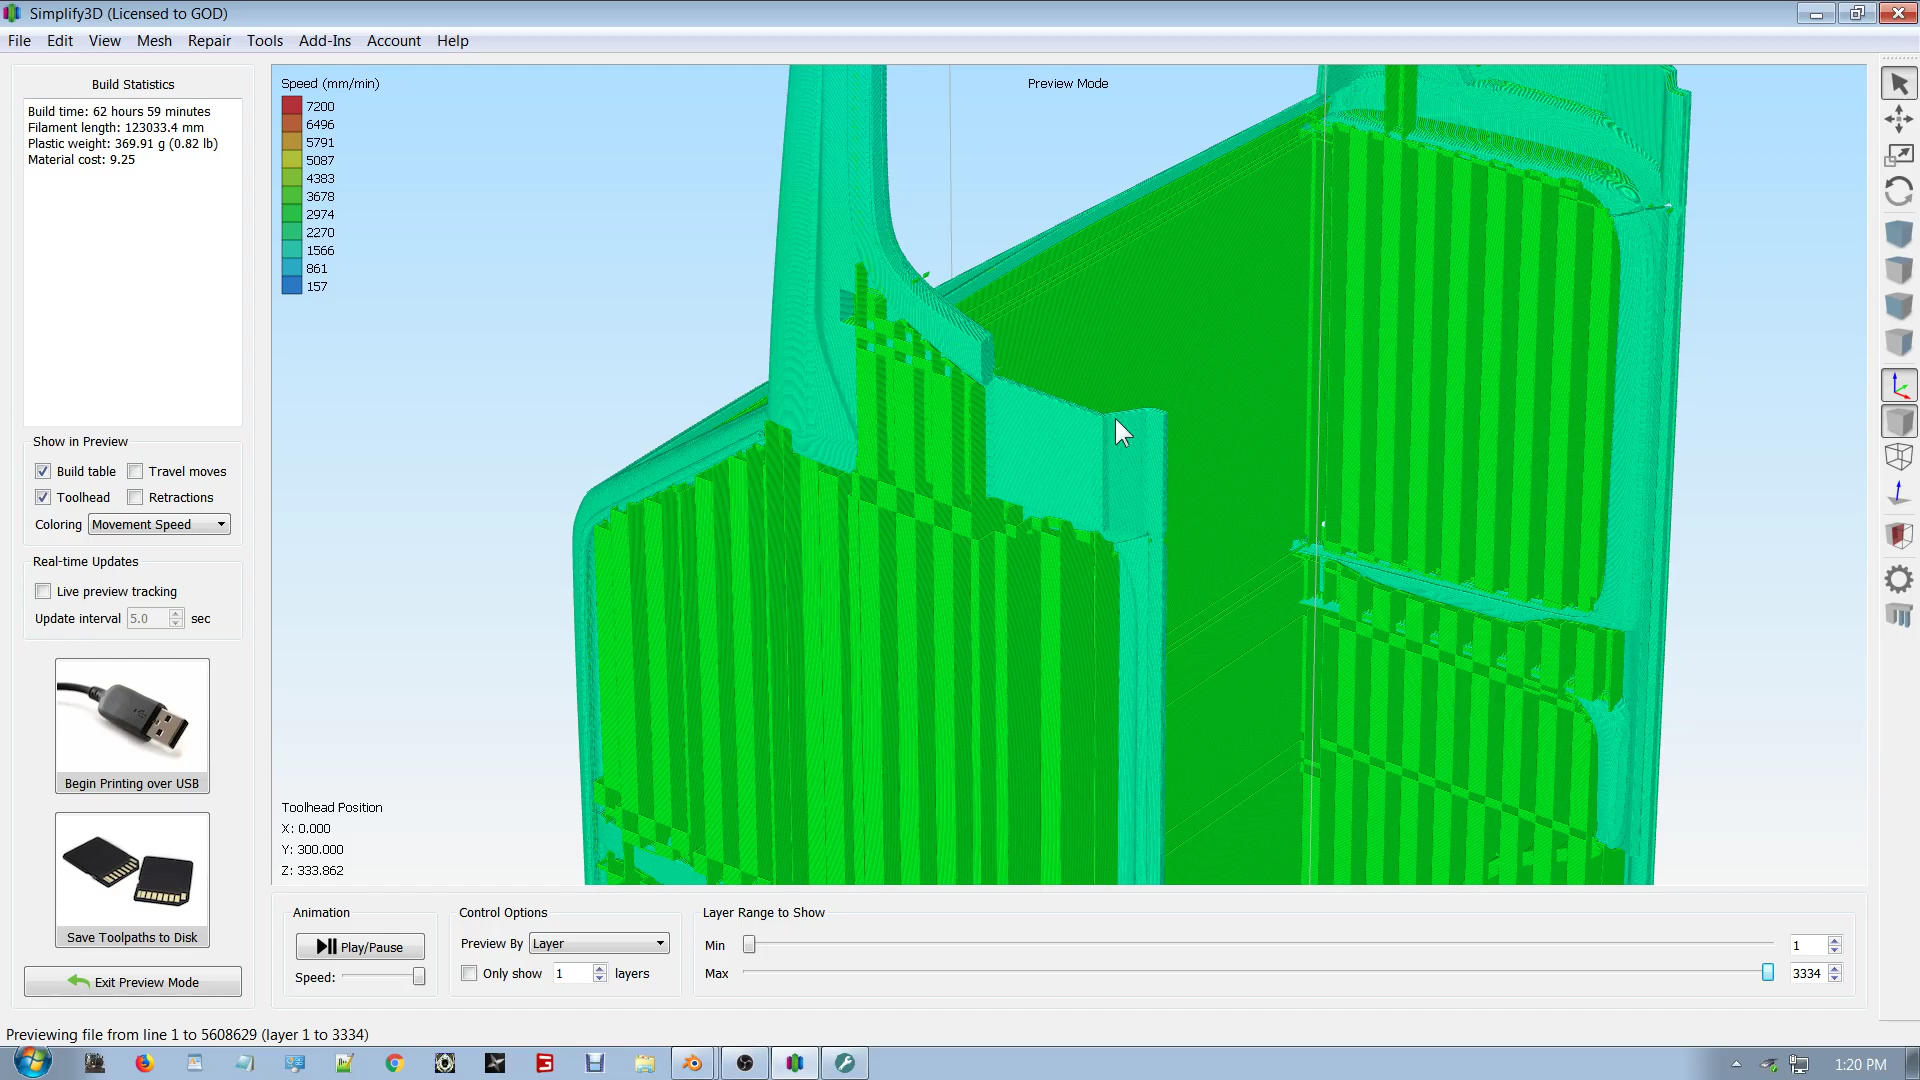 Simplify3D (Licensed to GOD)
File Edit View Mesh Repair Tools Add-Ins Account Help
Build Statistics
Build time: 62 hours 59 minutes
Filament length: 123033.4 mm
Plastic weight: 369.91 g (0.82 lb)
Material cost: 9.25
Show in Preview
Build table Travel moves
Toolhead Retractions
Coloring Movement Speed
Real-time Updates
Live preview tracking
Update interval 5.0 sec
Begin Printing over USB
Save Toolpaths to Disk
Exit Preview Mode
Speed (mm/min)
7200
6496
5791
5087
4383
3678
2974
2270
1566
861
157
Preview Mode
Toolhead Position
X: 0.000
Y: 300.000
Z: 333.862
Animation
Play/Pause
Speed:
Control Options
Preview By Layer
Only show 1 layers
Layer Range to Show
Min 1
Max 3334
Previewing file from line 1 to 5608629 (layer 1 to 3334)
1:20 PM